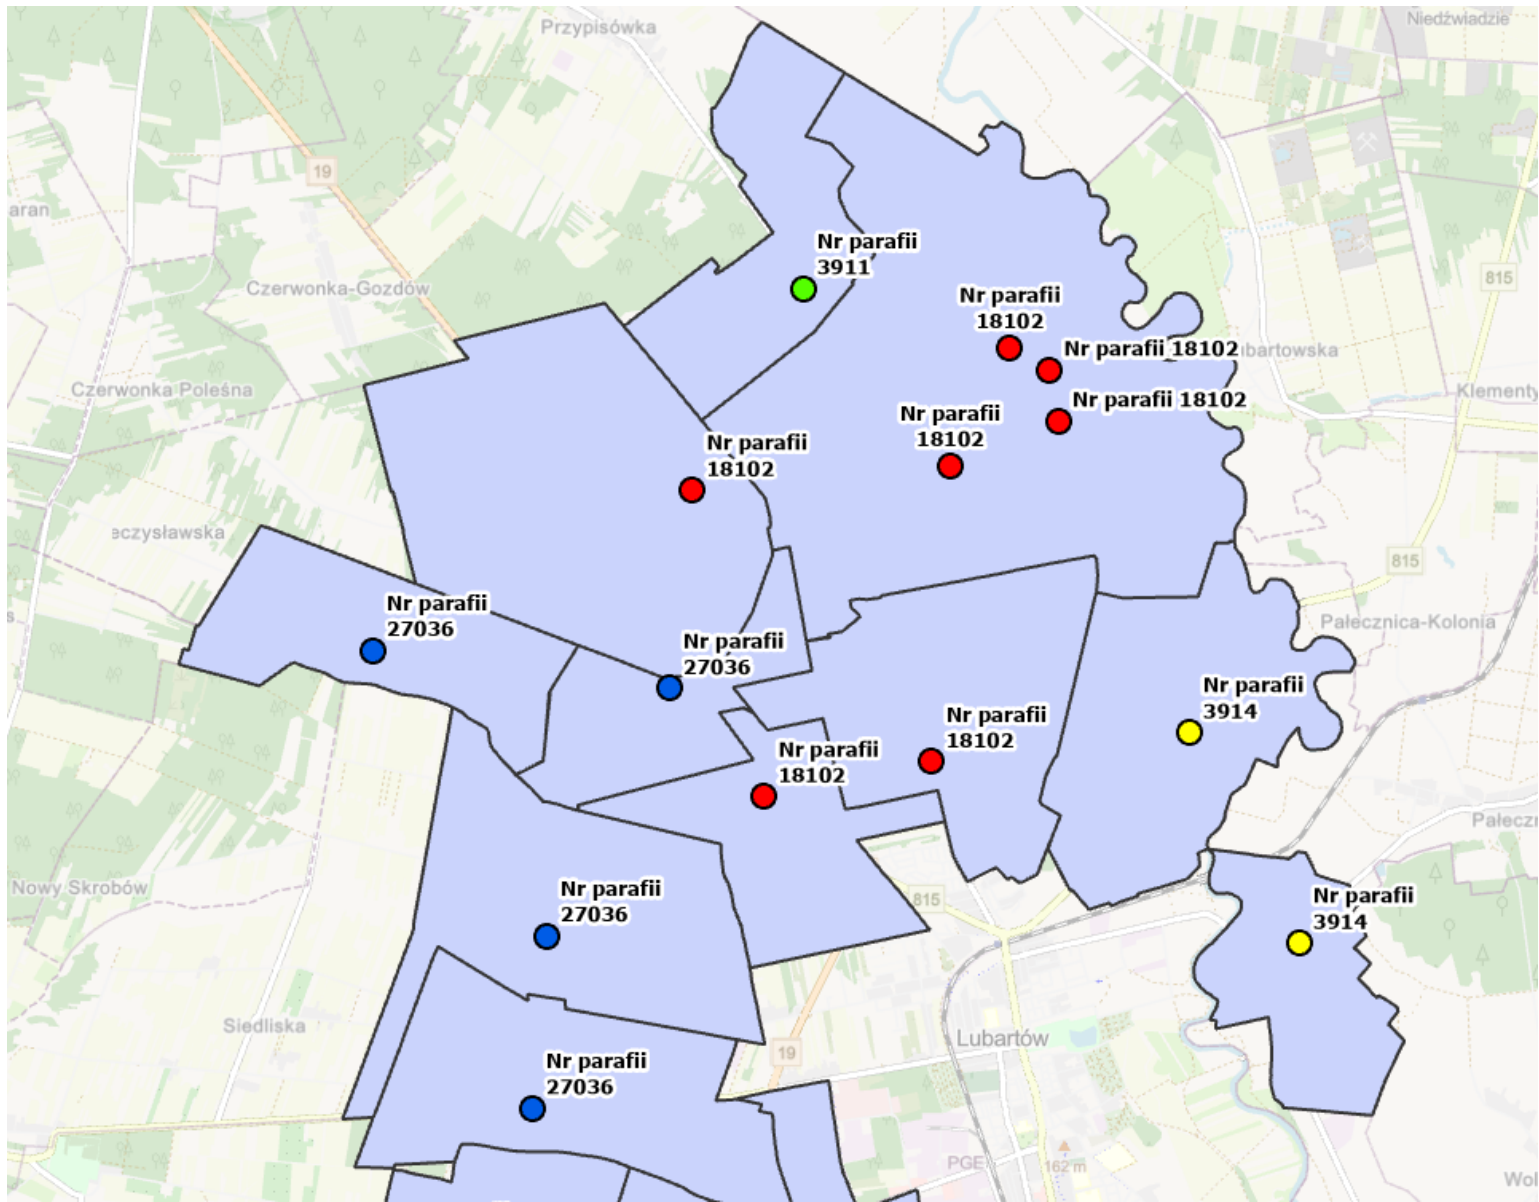 Przypisówka
Niedźwiadzie
19
aran
Nr parafii
3911
Czerwonka-Gozdów
815
Nr parafii
18102
Nr parafii 18102
ubartowska
Czerwonka Poleśna
Klementy
Nr parafii 18102
Nr parafii
18102
Nr parafii
18102
eczysławska
815
Nr parafii
27036
Pałecznica-Kolonia
Nr parafii
27036
Nr parafii
3914
Nr parafii
18102
Nr parafii
18102
Pałeczn
Nowy Skrobów
Nr parafii
27036
815
Nr parafii
3914
Siedliska
Lubartów
19
Nr parafii
27036
PGE
162 m
Wol